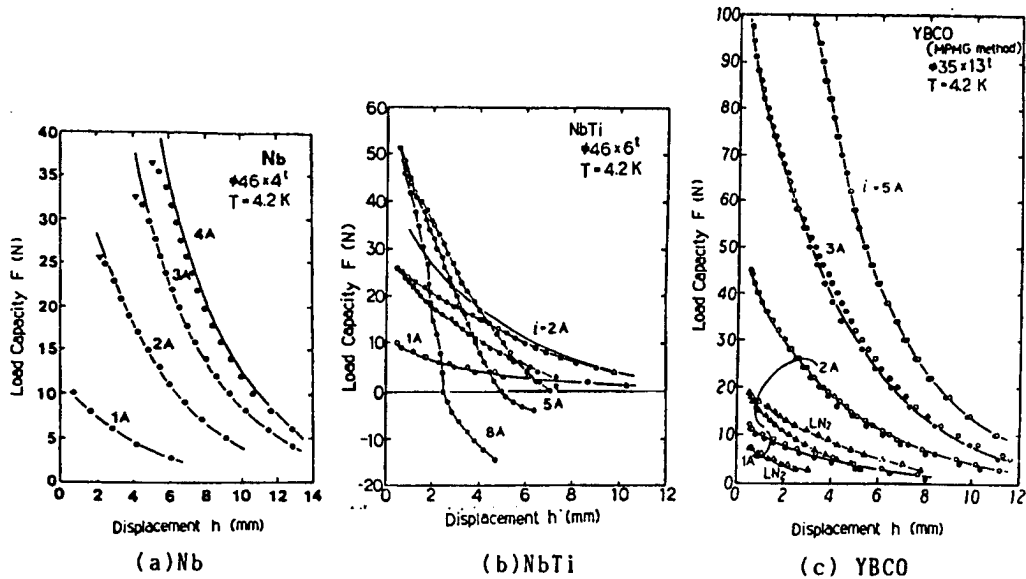 Load Capacity F (N)
40
35
30
25
20
15
10
5
0
0 2 4 6 8 10 12 14
Nb
φ46×4ᵗ
T=4.2K
4A
3A
2A
1A
Displacement h (mm)
(a)Nb
Load Capacity F (N)
60
50
40
30
20
10
0
-10
-20
0 2 4 6 8 10 12
NbTi
φ46×6ᵗ
T=4.2K
i=2A
1A
5A
8A
Displacement h (mm)
(b)NbTi
Load Capacity F (N)
100
90
80
70
60
50
40
30
20
10
0
0 2 4 6 8 10 12
YBCO
(MPMG method)
φ35×13ᵗ
T=4.2K
i=5A
3A
2A
LN₂
1A
LN₂
Displacement h (mm)
(c) YBCO